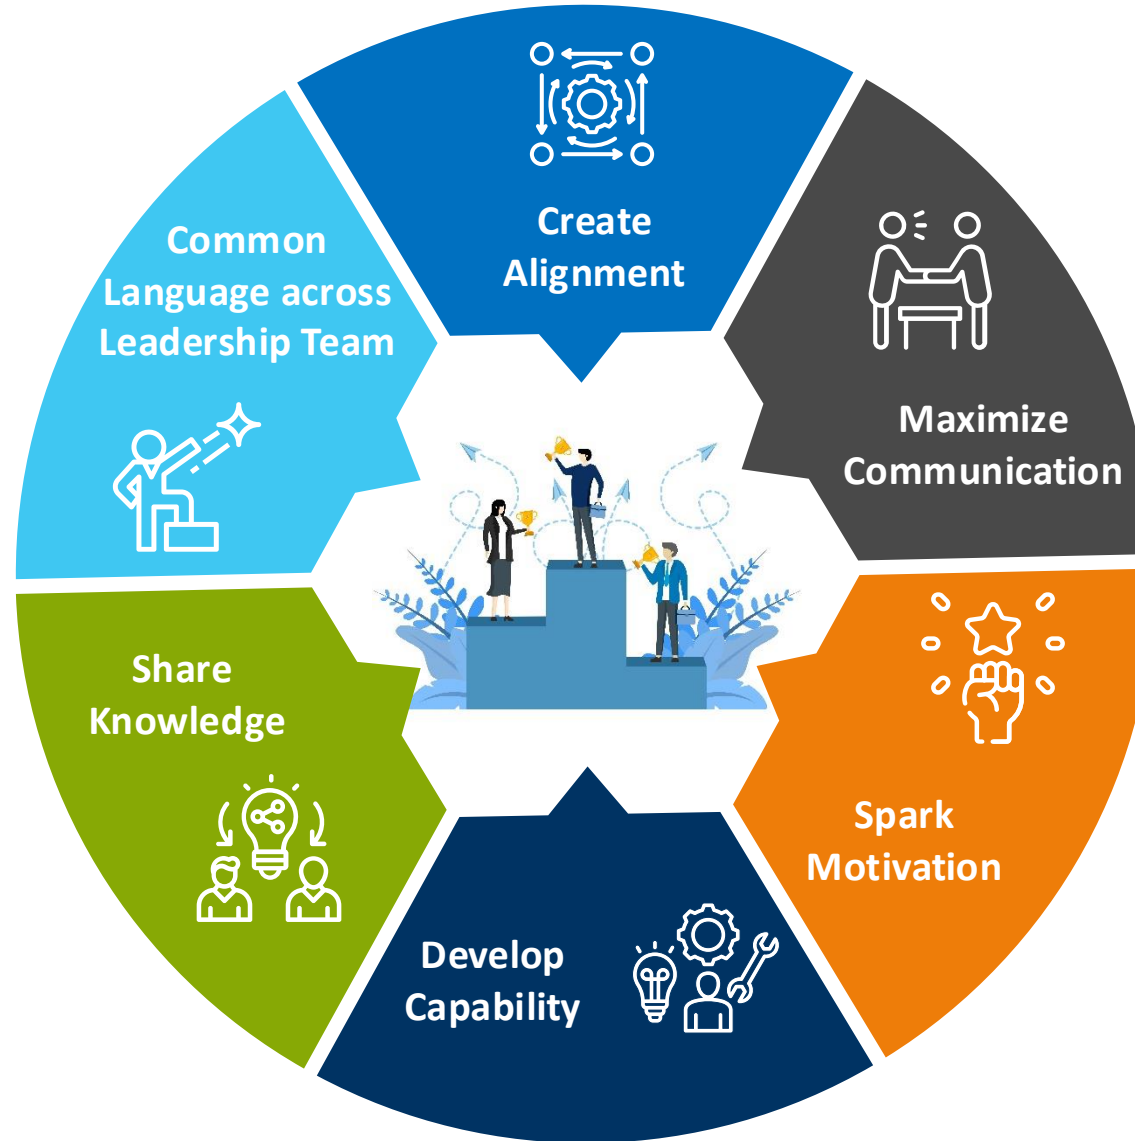 Create
Alignment
Maximize
Communication
Spark
Motivation
Develop
Capability
Share
Knowledge
Common
Language across
Leadership Team